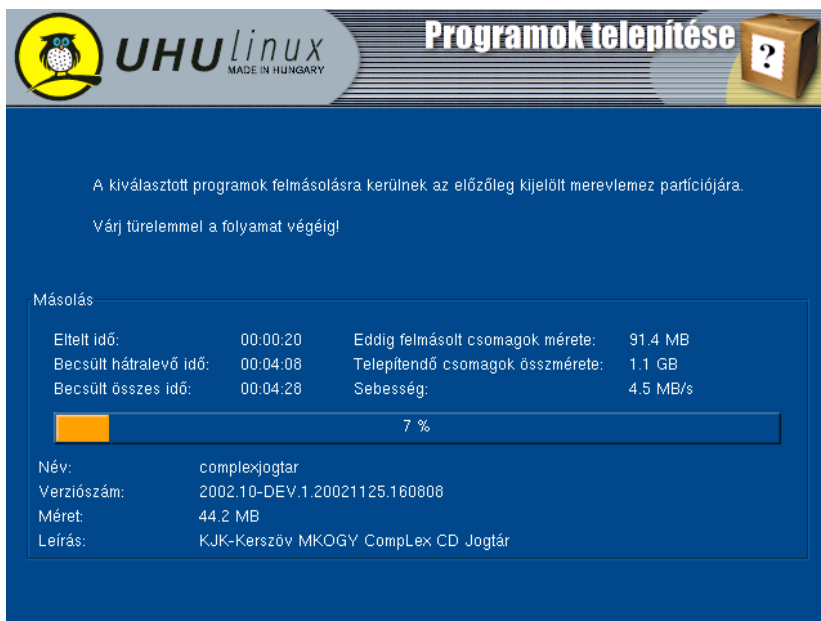 UHU linux
MADE IN HUNGARY
Programok telepítése
?
A kiválasztott programok felmásolásra kerülnek az előzőleg kijelölt merevlemez partíciójára.
Várj türelemmel a folyamat végéig!
Másolás
Eltelt idő: 00:00:20 Eddig felmásolt csomagok mérete: 91.4 MB
Becsült hátralevő idő: 00:04:08 Telepítendő csomagok összmérete: 1.1 GB
Becsült összes idő: 00:04:28 Sebesség: 4.5 MB/s
7 %
Név: complexjogtar
Verziószám: 2002.10-DEV.1.20021125.160808
Méret: 44.2 MB
Leírás: KJK-Kerszöv MKOGY CompLex CD Jogtár